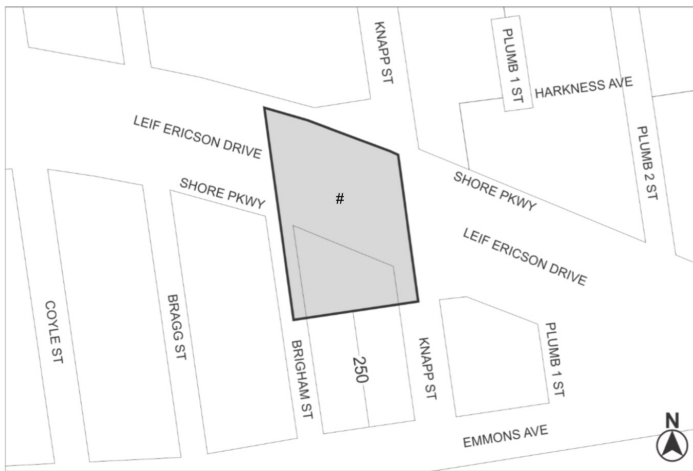 KNAPP ST
PLUMB 1 ST
HARKNESS AVE
LEIF ERICSON DRIVE
PLUMB 2 ST
SHORE PKWY
#
SHORE PKWY
LEIF ERICSON DRIVE
COYLE ST
BRAGG ST
BRIGHAM ST
250
KNAPP ST
PLUMB 1 ST
EMMONS AVE
N